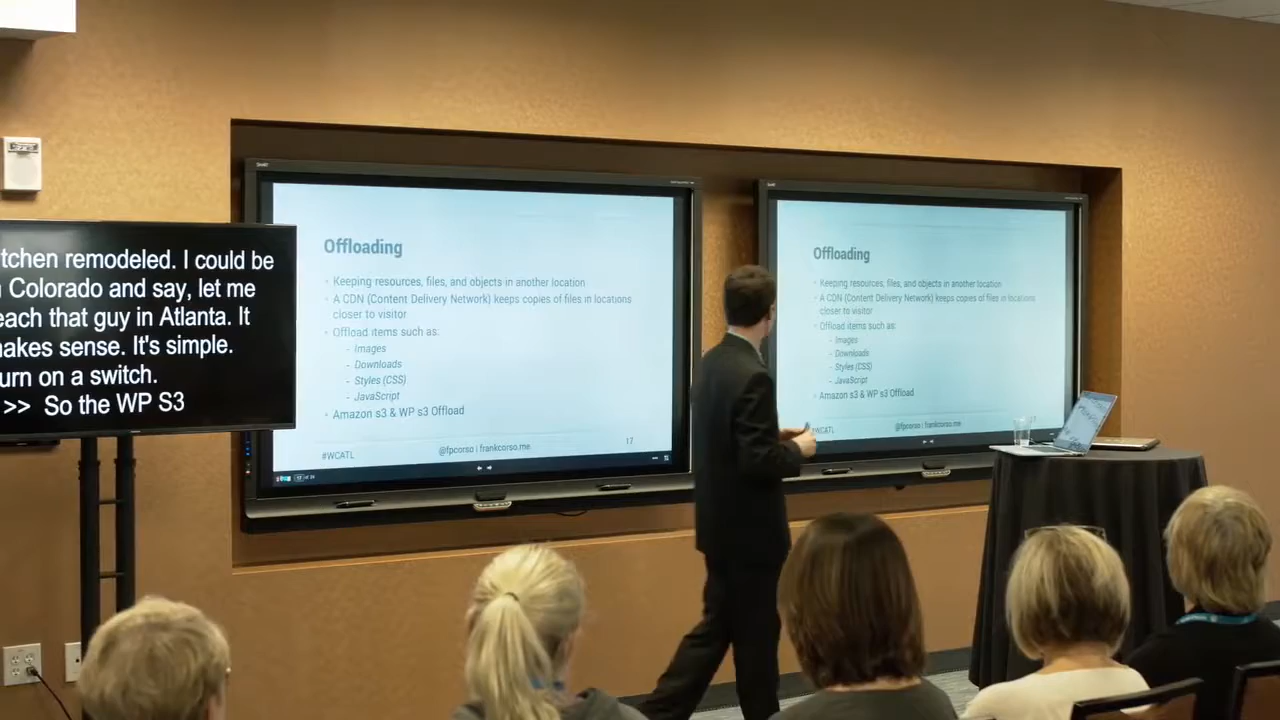 tchen remodeled. I could be
Colorado and say, let me
each that guy in Atlanta. It
akes sense. It's simple.
urn on a switch.
>> So the WP S3
Offloading
- Keeping resources, files, and objects in another location
- A CDN (Content Delivery Network) keeps copies of files in locations
closer to visitor
- Offload items such as:
- Images
- Downloads
- Styles (CSS)
- JavaScript
- Amazon s3 & WP s3 Offload
#WCATL
@fpcorso | frankcorso.me
17
Offloading
- Keeping resources, files, and objects in another location
- A CDN (Content Delivery Network) keeps copies of files in locations
closer to visitor
- Offload items such as:
- Images
- Downloads
- Styles (CSS)
- JavaScript
- Amazon s3 & WP s3 Offload
#WCATL
@fpcorso | frankcorso.me